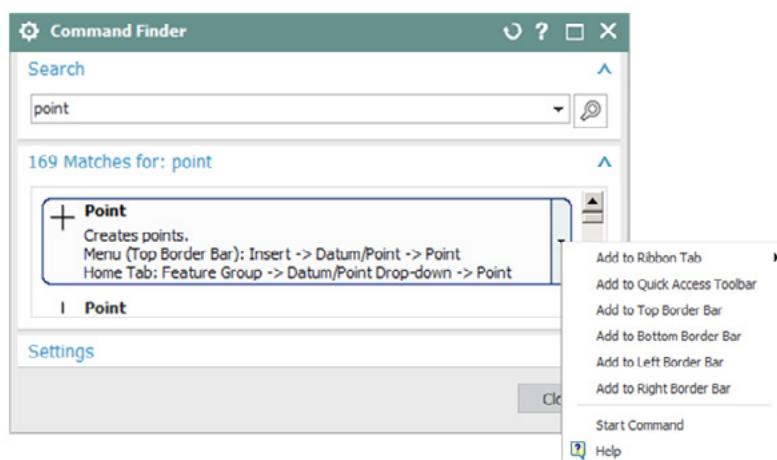 Command Finder
Search
point
169 Matches for: point
Point
Creates points.
Menu (Top Border Bar): Insert -> Datum/Point -> Point
Home Tab: Feature Group -> Datum/Point Drop-down -> Point
Point
Settings
Add to Ribbon Tab
Add to Quick Access Toolbar
Add to Top Border Bar
Add to Bottom Border Bar
Add to Left Border Bar
Add to Right Border Bar
Start Command
Help